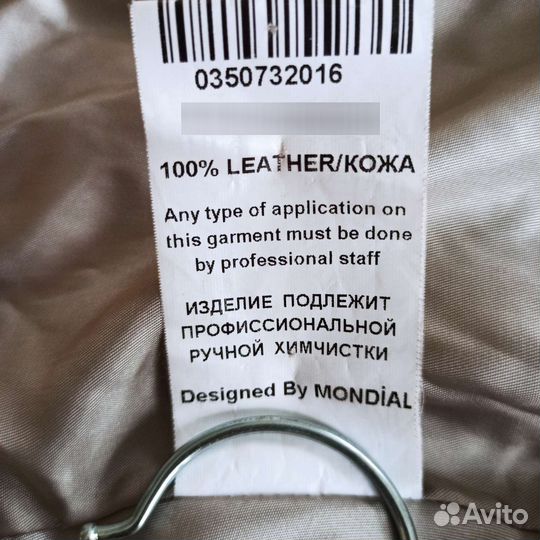 0350732016
100% LEATHER/КОЖА
Any type of application on
this garment must be done
by professional staff
ИЗДЕЛИЕ ПОДЛЕЖИТ
ПРОФИССИОНАЛЬНОЙ
РУЧНОЙ ХИМЧИСТКИ
Designed By MONDİAL
Avito